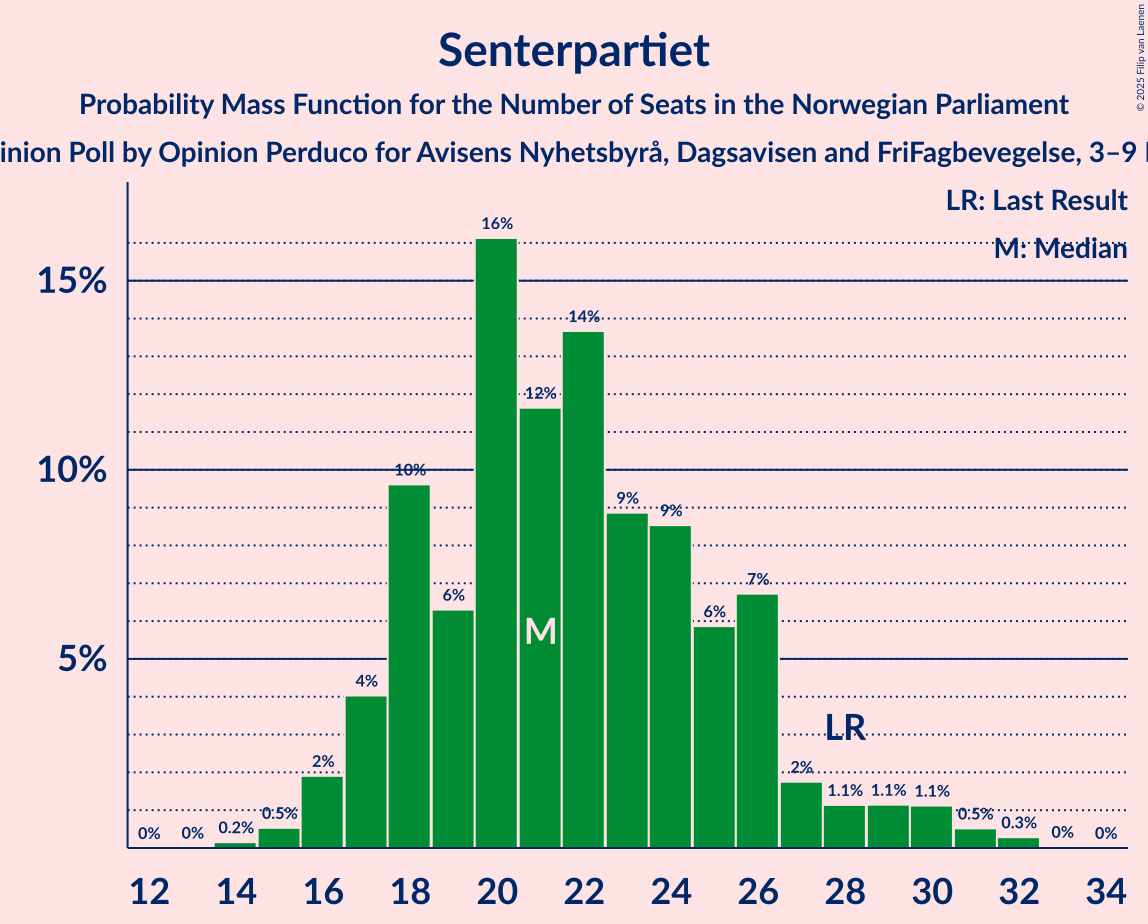 Senterpartiet
Probability Mass Function for the Number of Seats in the Norwegian Parliament
Poll by Opinion Perduco for Avisens Nyhetsbyrå, Dagsavisen and FriFagbevegelse, 3–9
© 2025 Filip van Laenen
LR: Last Result
M: Median
15%
10%
5%
0%
0%
0.2%
0.5%
2%
4%
10%
6%
16%
12%
14%
9%
9%
6%
7%
2%
1.1%
1.1%
1.1%
0.5%
0.3%
0%
0%
M
LR
12 14 16 18 20 22 24 26 28 30 32 34